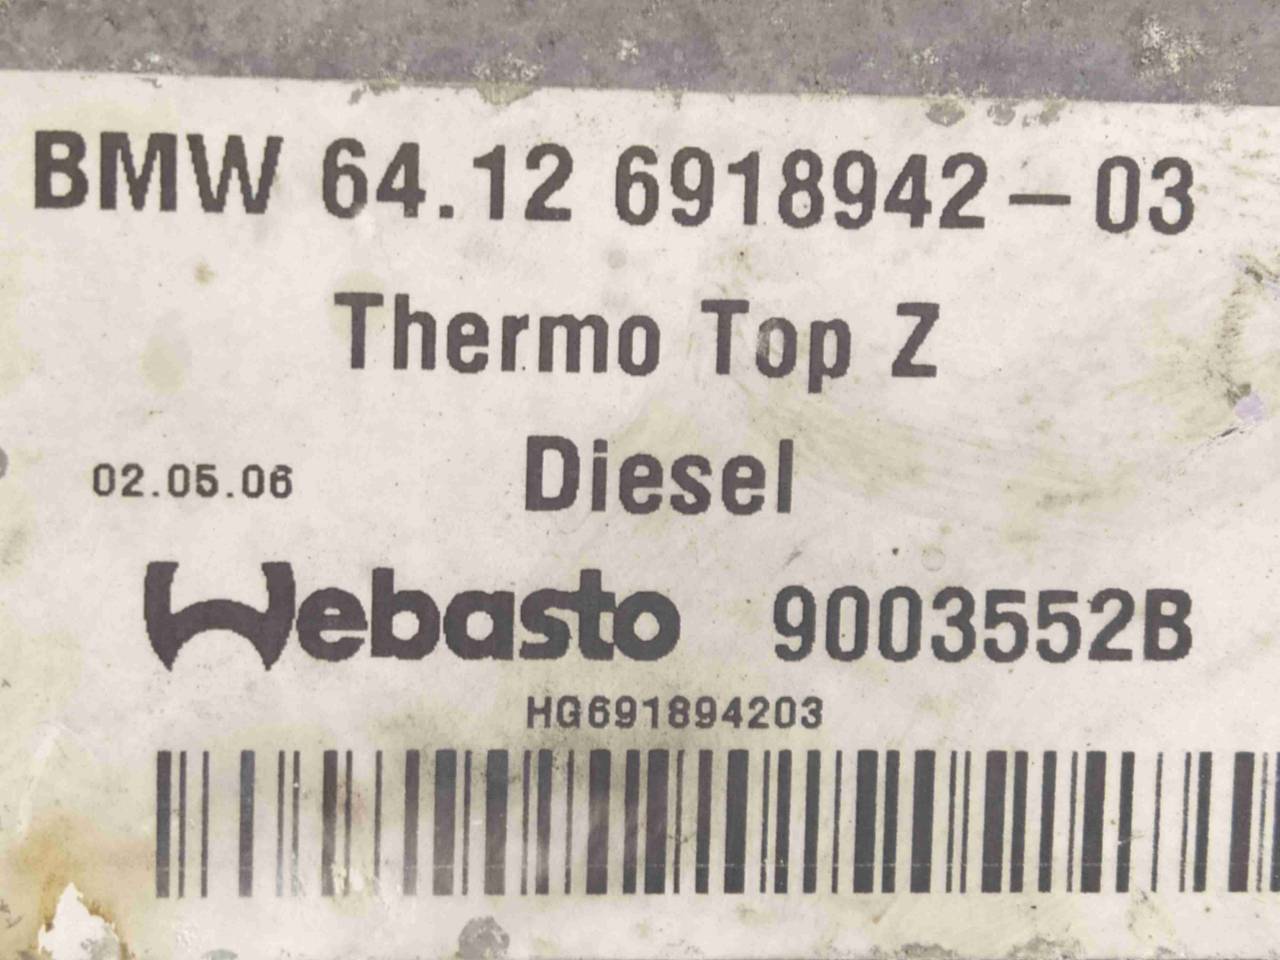 BMW 64.12 6918942-03
Thermo Top Z
Diesel
02.05.06
Webasto 9003552B
HG691894203